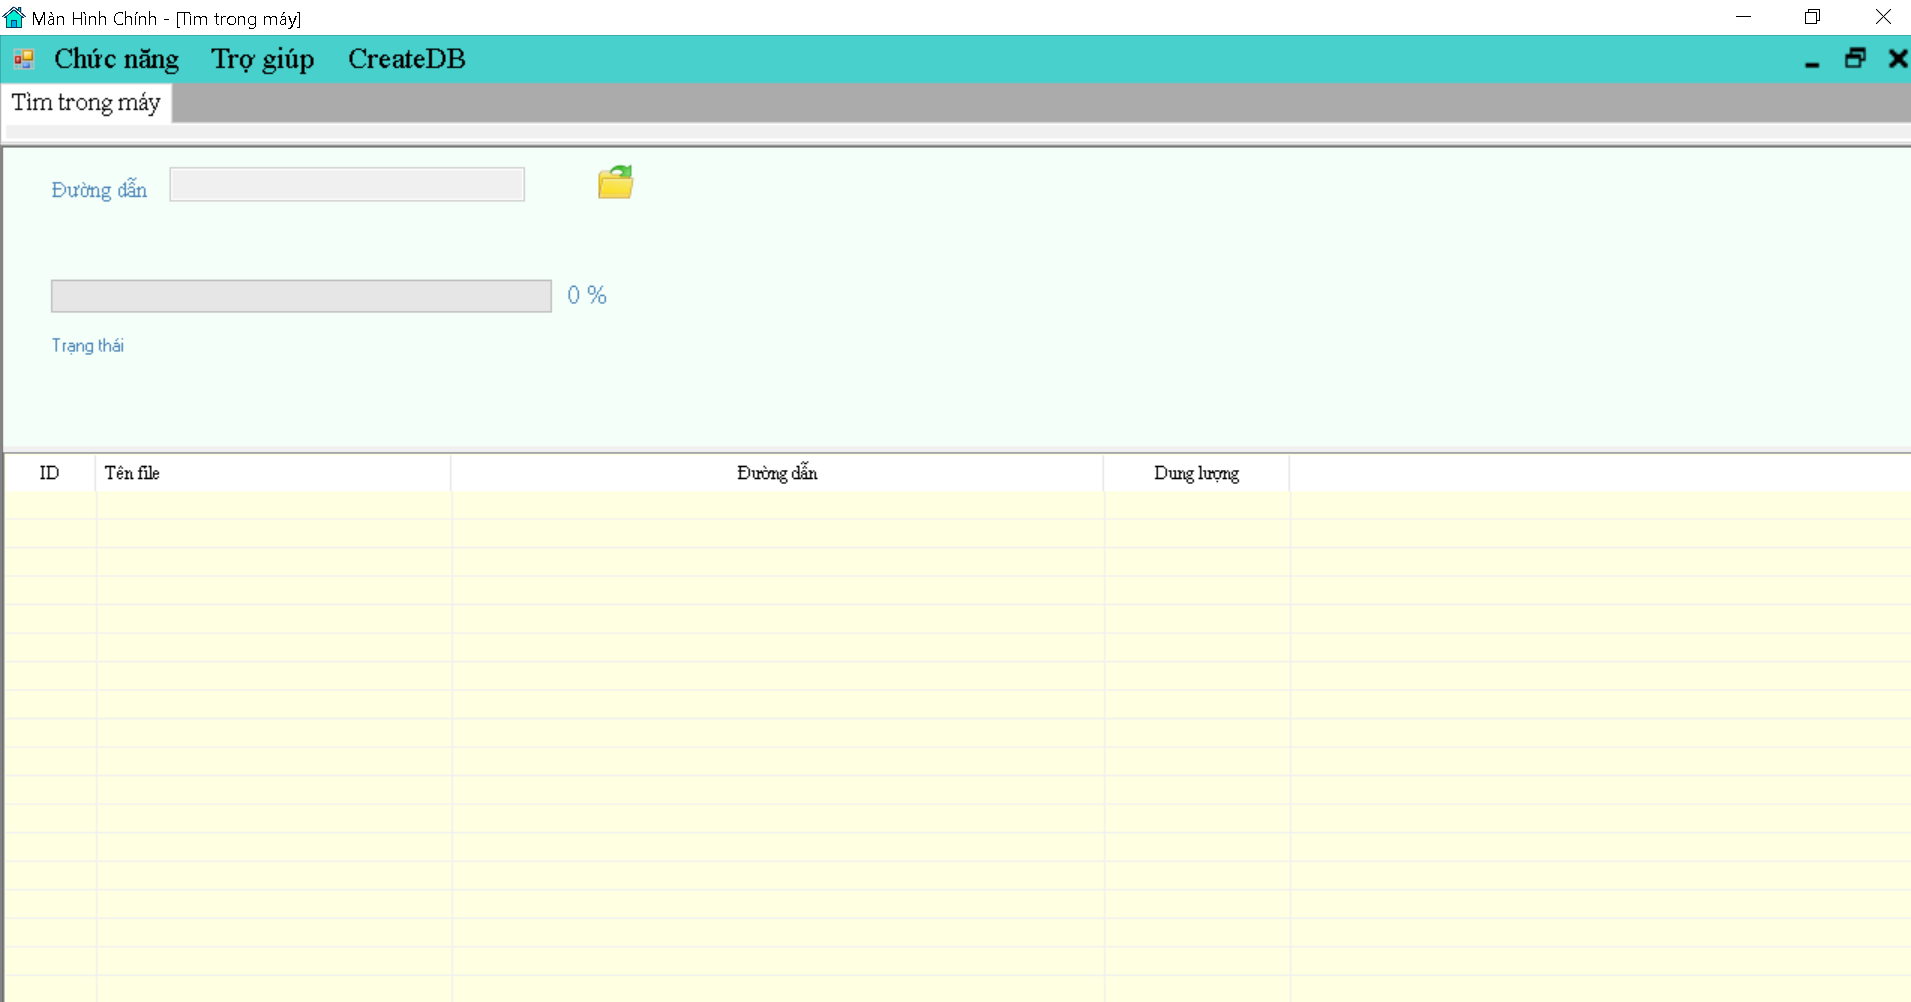 Màn Hình Chính - [Tìm trong máy]
Chức năng Trợ giúp CreateDB
Tìm trong máy
Đường dẫn
0 %
Trạng thái
ID Tên file Đường dẫn Dung lượng